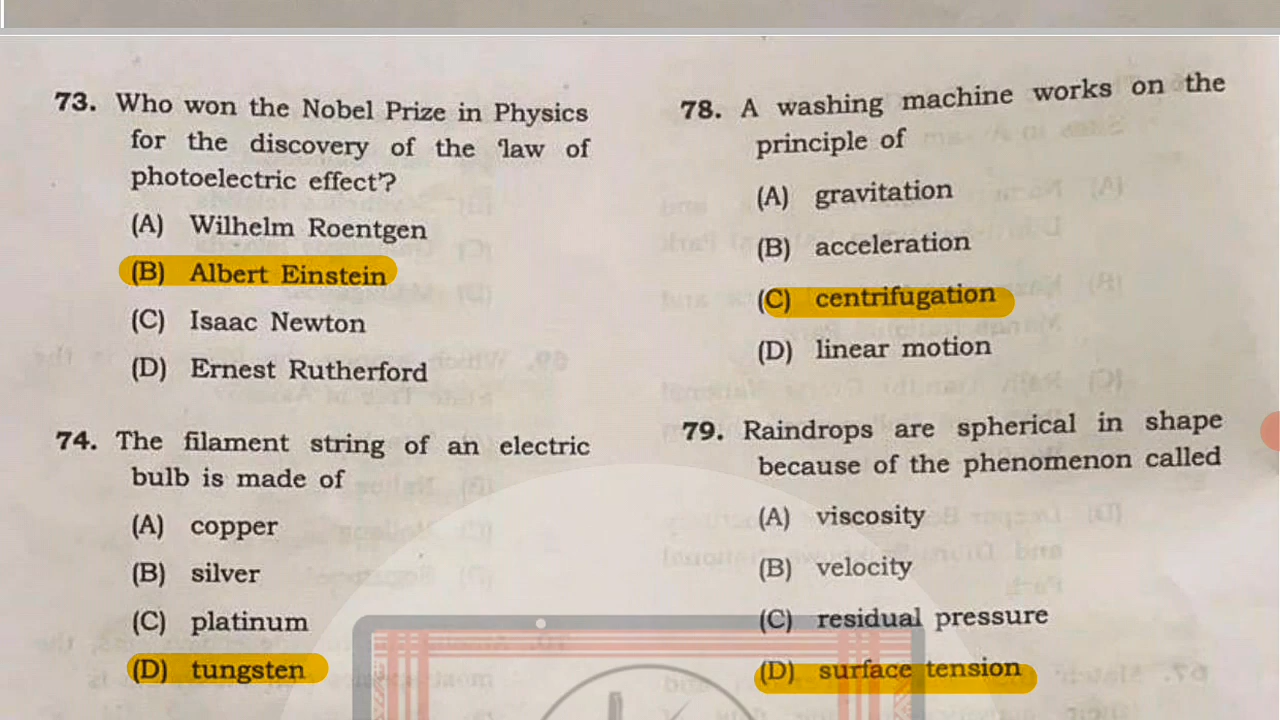 73. Who won the Nobel Prize in Physics
for the discovery of the 'law of
photoelectric effect'?
(A) Wilhelm Roentgen
(B) Albert Einstein
(C) Isaac Newton
(D) Ernest Rutherford
74. The filament string of an electric
bulb is made of
(A) copper
(B) silver
(C) platinum
(D) tungsten
78. A washing machine works on the
principle of
(A) gravitation
(B) acceleration
(C) centrifugation
(D) linear motion
79. Raindrops are spherical in shape
because of the phenomenon called
(A) viscosity
(B) velocity
(C) residual pressure
(D) surface tension